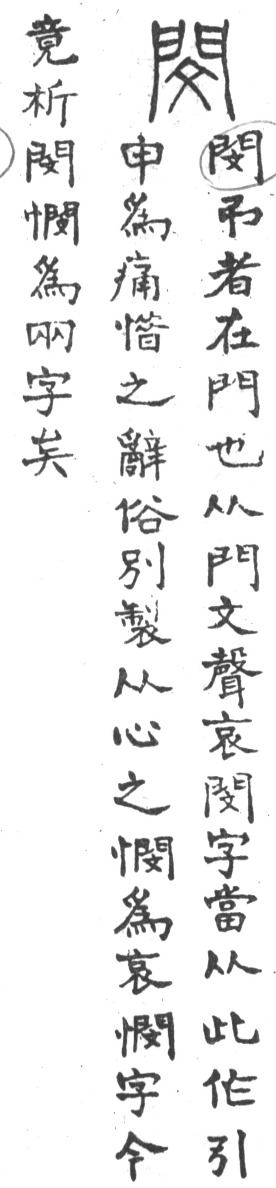 閔
閔弔者在門也从門文聲哀閔字當从此作引
申爲痛惜之辭俗別製从心之憫爲哀憫字今
竟析閔憫爲兩字矣